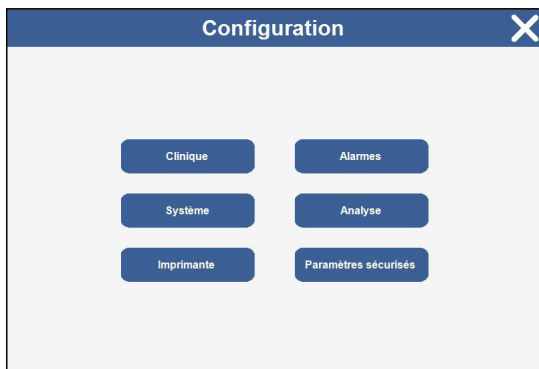 Configuration
Clinique
Alarmes
Système
Analyse
Imprimante
Paramètres sécurisés